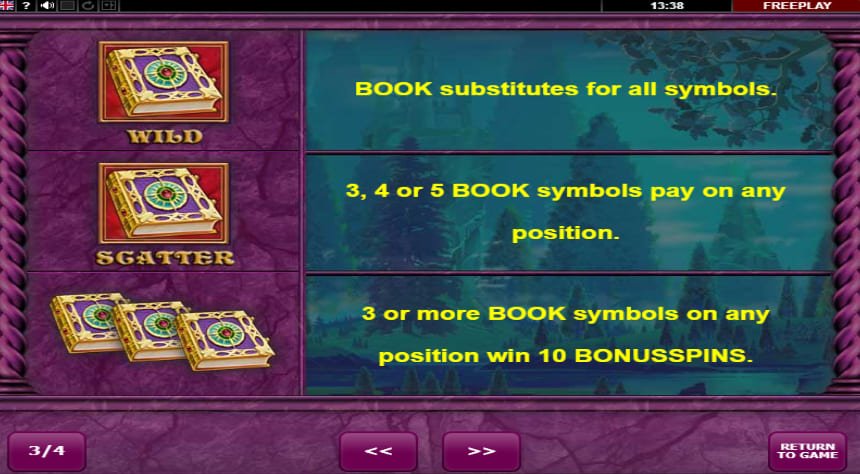 ? 13:38 FREEPLAY
WILD
BOOK substitutes for all symbols.
SCATTER
3, 4 or 5 BOOK symbols pay on any
position.
3 or more BOOK symbols on any
position win 10 BONUSSPINS.
3/4 << >> RETURN
TO GAME